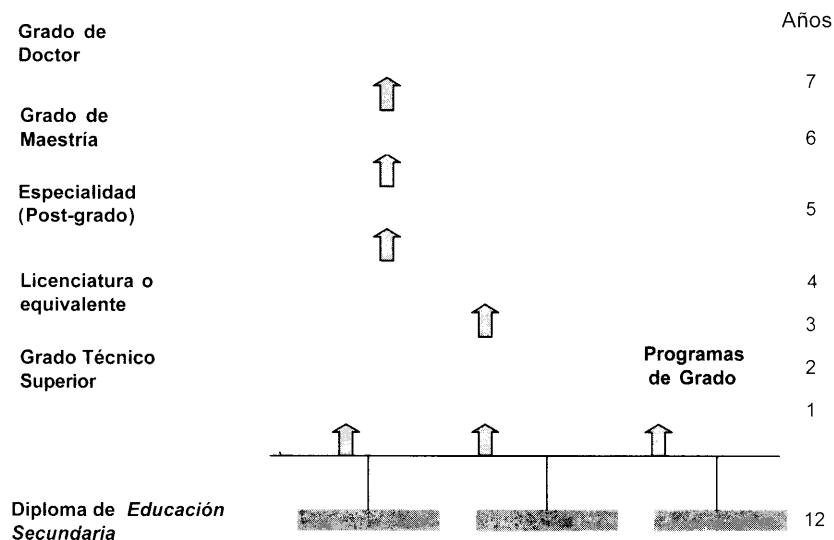 Años
Grado de
Doctor
7
Grado de
Maestría
6
Especialidad
(Post-grado)
5
Licenciatura o
equivalente
4
3
Grado Técnico
Superior
Programas
de Grado
2
1
Diploma de Educación
Secundaria
12